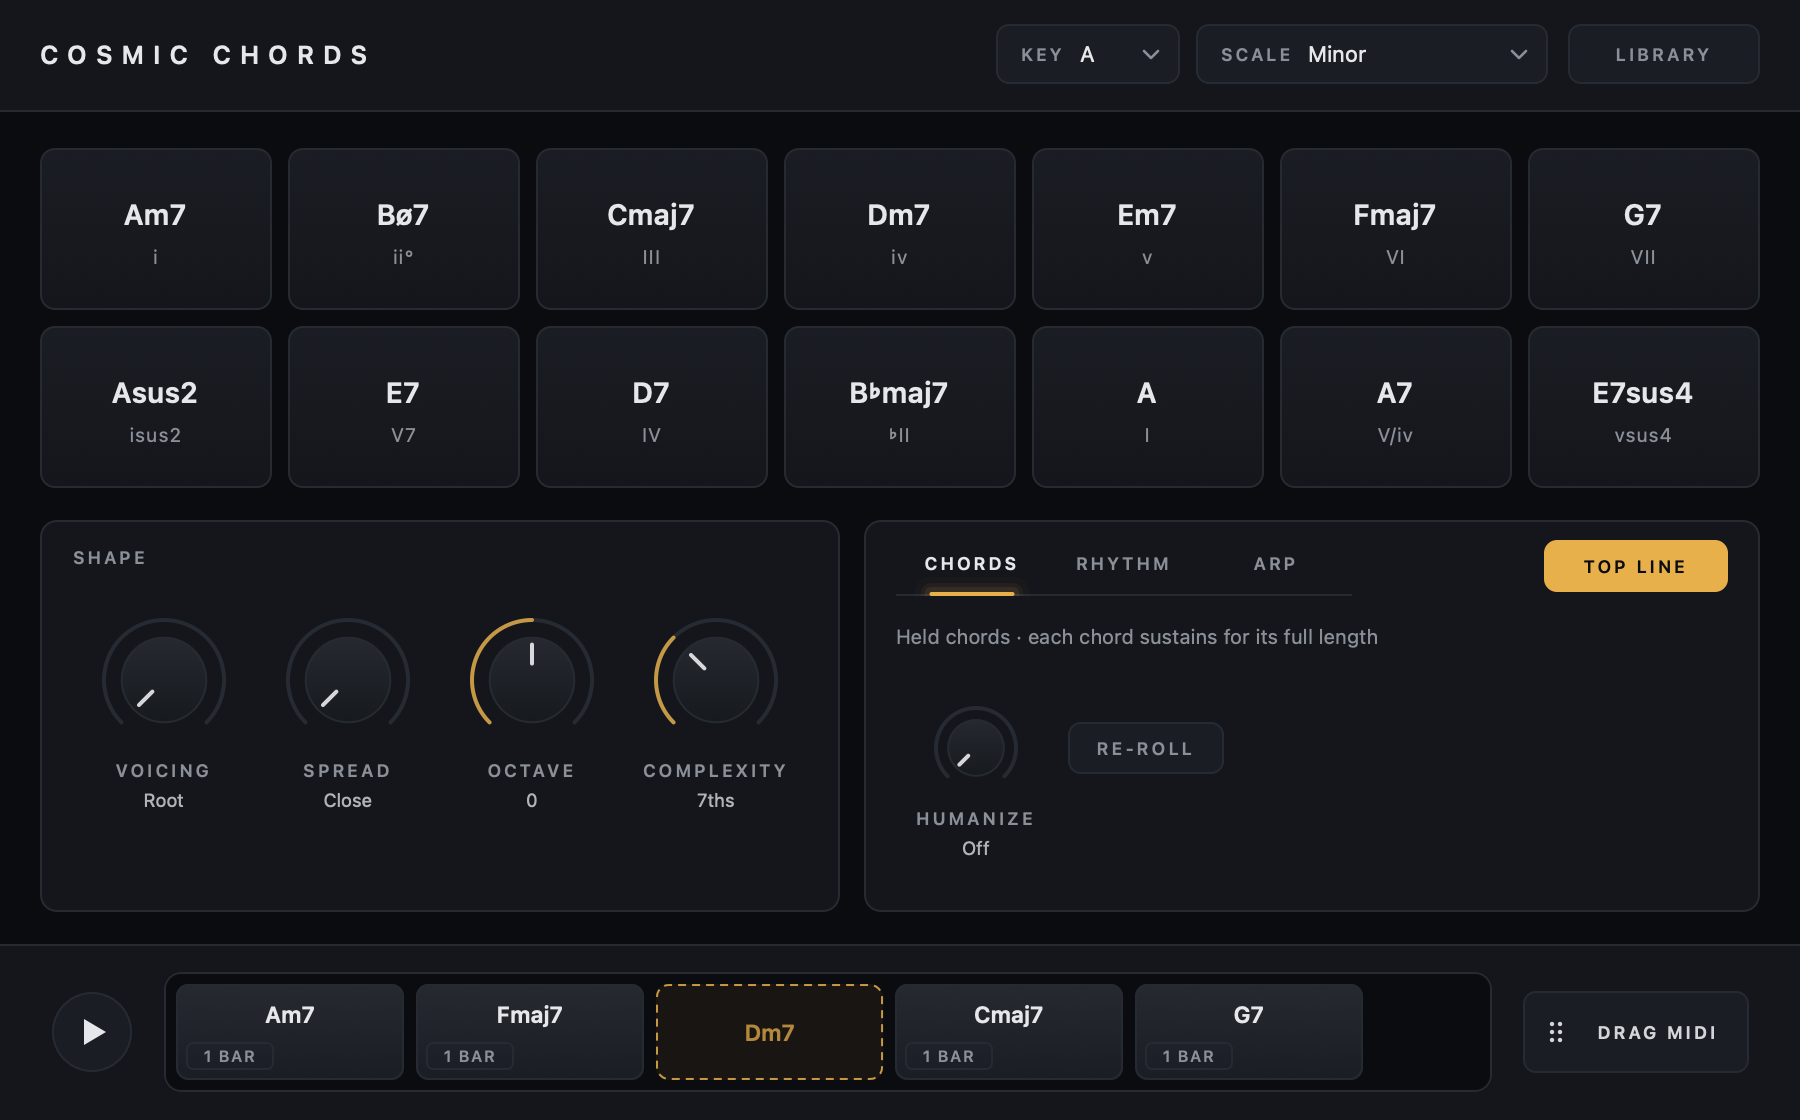 COSMIC CHORDS
KEY A
SCALE Minor
LIBRARY
Am7 Bø7 Cmaj7 Dm7 Em7 Fmaj7 G7
i ii° III iv v VI VII
Asus2 E7 D7 B♭maj7 A A7 E7sus4
isus2 V7 IV ♭II I V/iv vsus4
SHAPE
VOICING SPREAD OCTAVE COMPLEXITY
Root Close 0 7ths
CHORDS RHYTHM ARP
TOP LINE
Held chords · each chord sustains for its full length
RE-ROLL
HUMANIZE
Off
Am7 Fmaj7 Dm7 Cmaj7 G7
1 BAR 1 BAR 1 BAR 1 BAR
DRAG MIDI